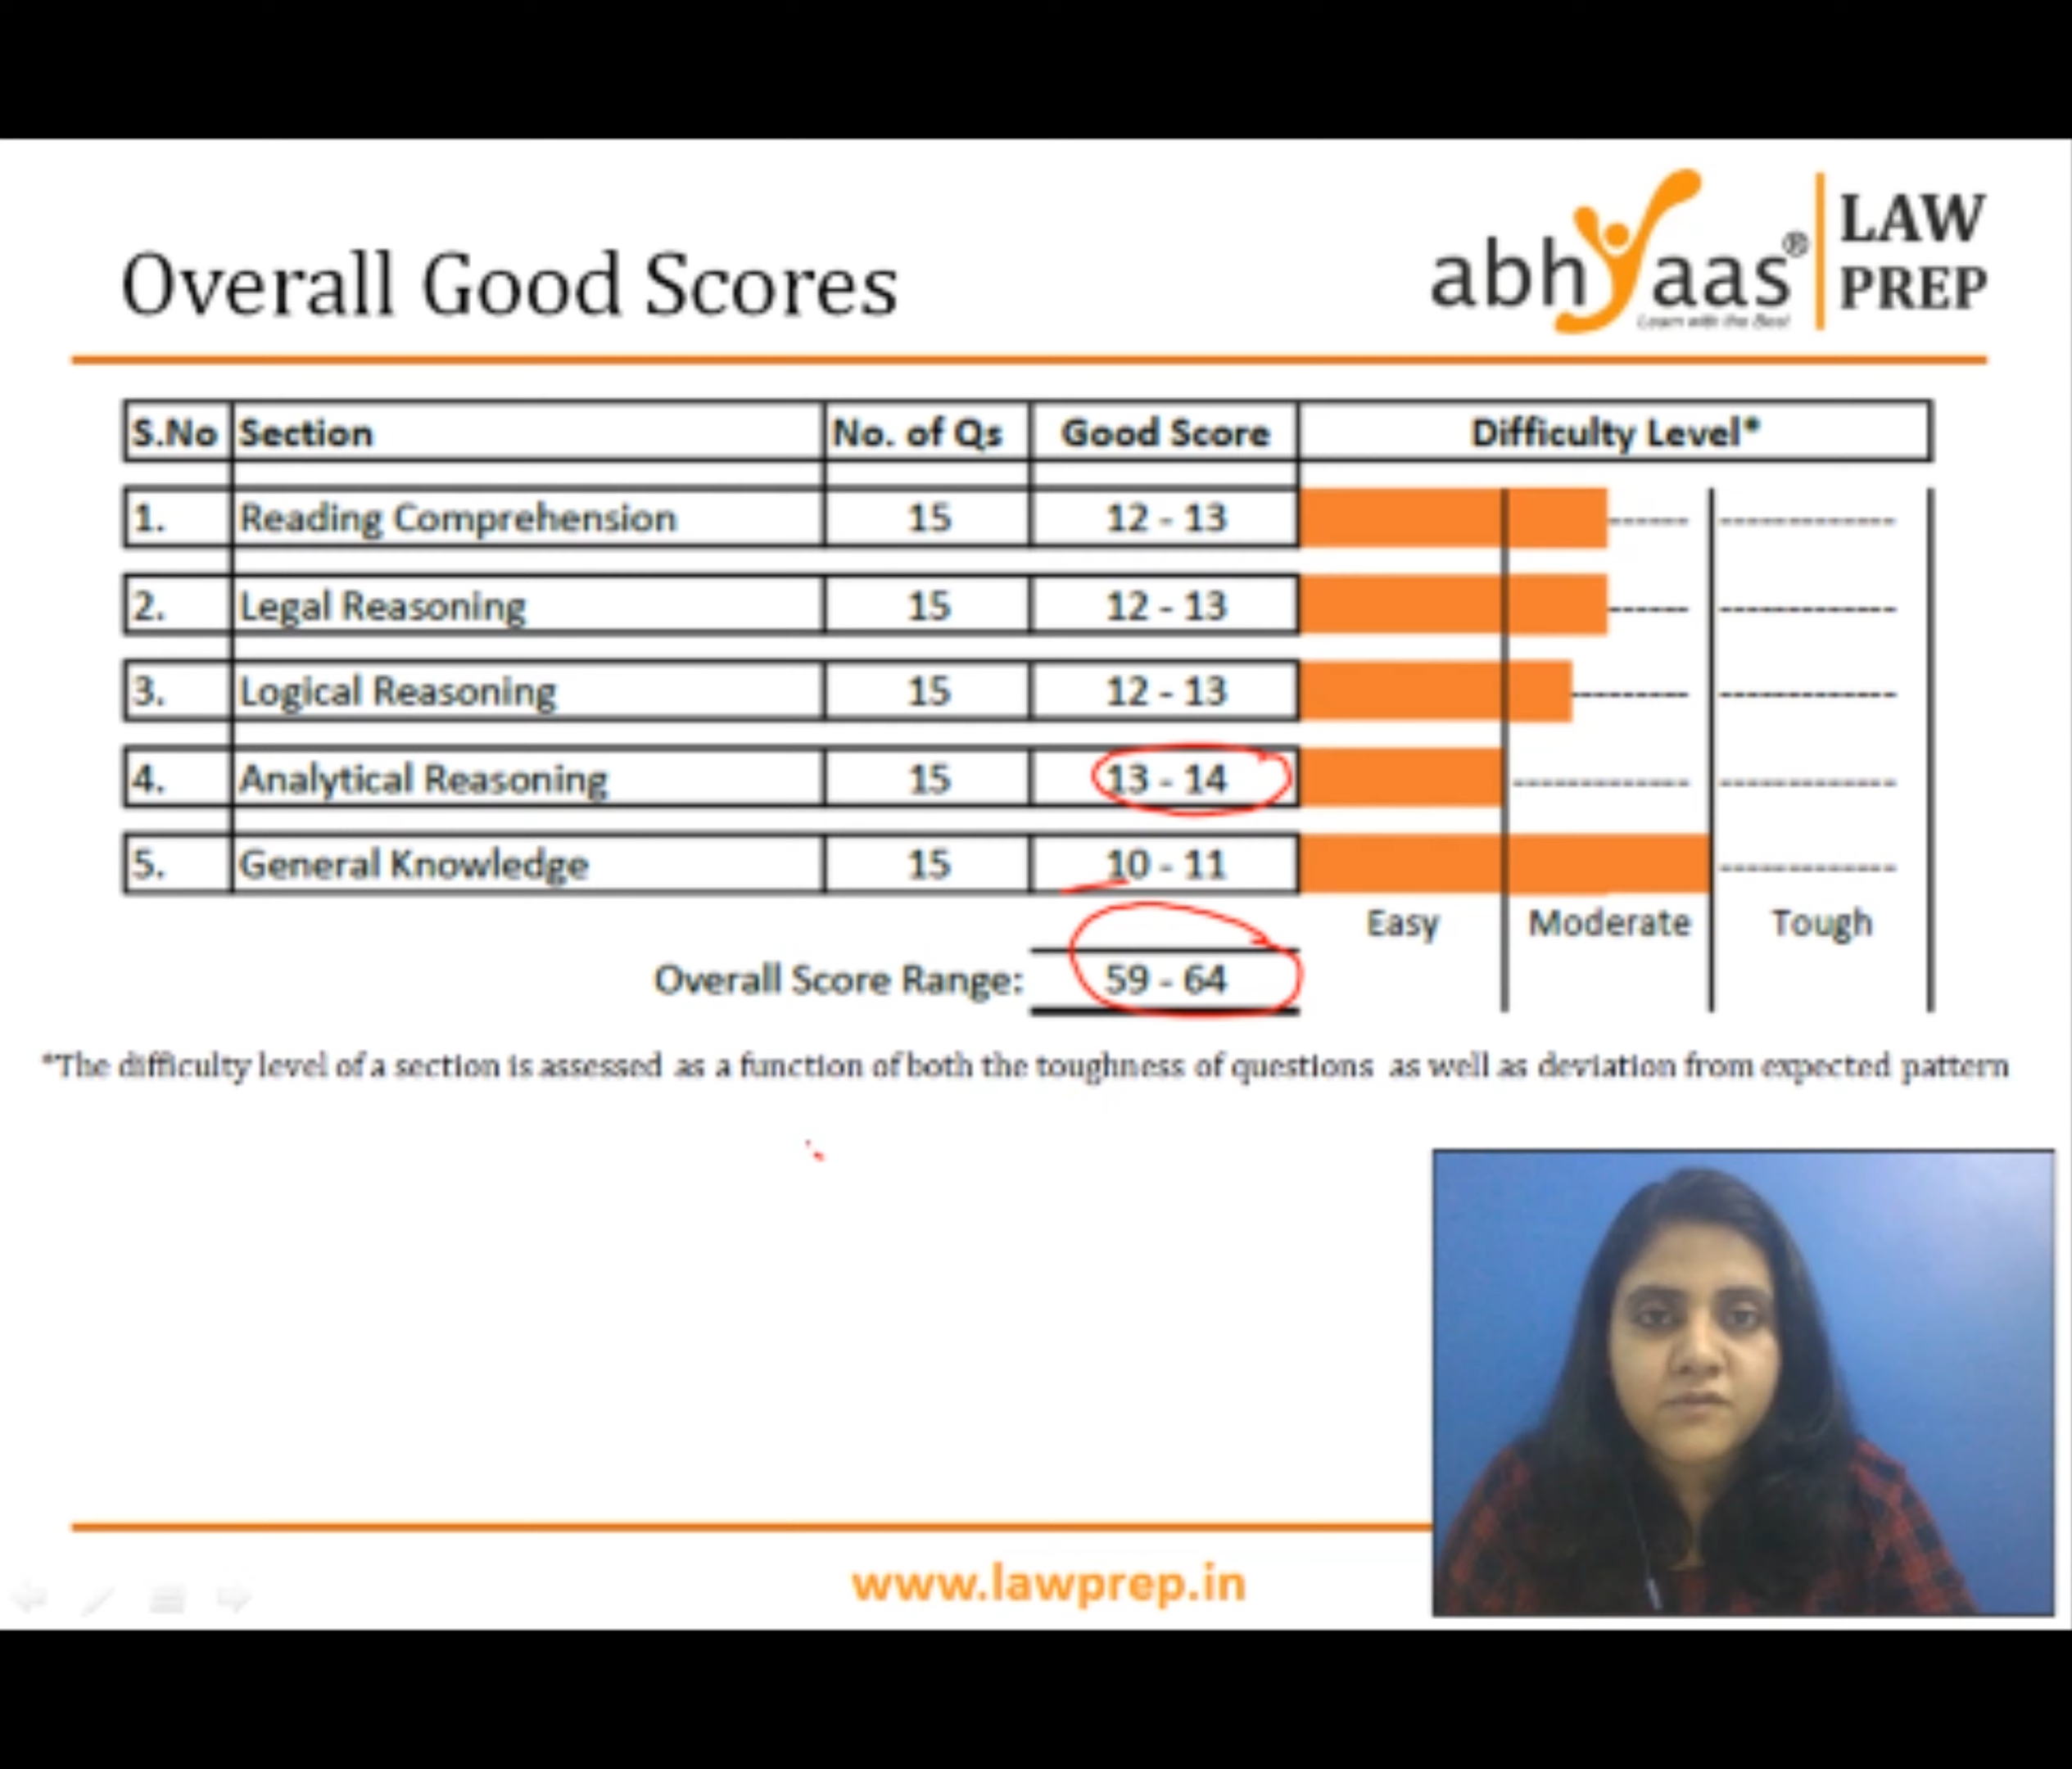 abhyaas®
Learn with the Best
LAW
PREP
Overall Good Scores
S.No Section No. of Qs Good Score Difficulty Level*
1. Reading Comprehension 15 12 - 13
2. Legal Reasoning 15 12 - 13
3. Logical Reasoning 15 12 - 13
4. Analytical Reasoning 15 13 - 14
5. General Knowledge 15 10 - 11
Easy Moderate Tough
Overall Score Range: 59 - 64
*The difficulty level of a section is assessed as a function of both the toughness of questions as well as deviation from expected pattern
www.lawprep.in